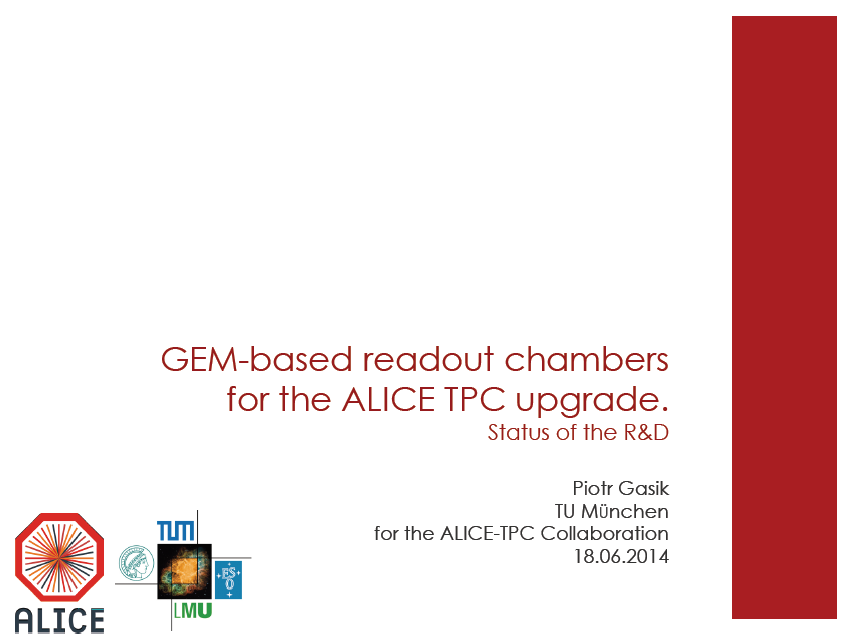 GEM-based readout chambers
for the ALICE TPC upgrade.
Status of the R&D
Piotr Gasik
TU München
for the ALICE-TPC Collaboration
18.06.2014
ALICE
TUM
ES
O
LMU